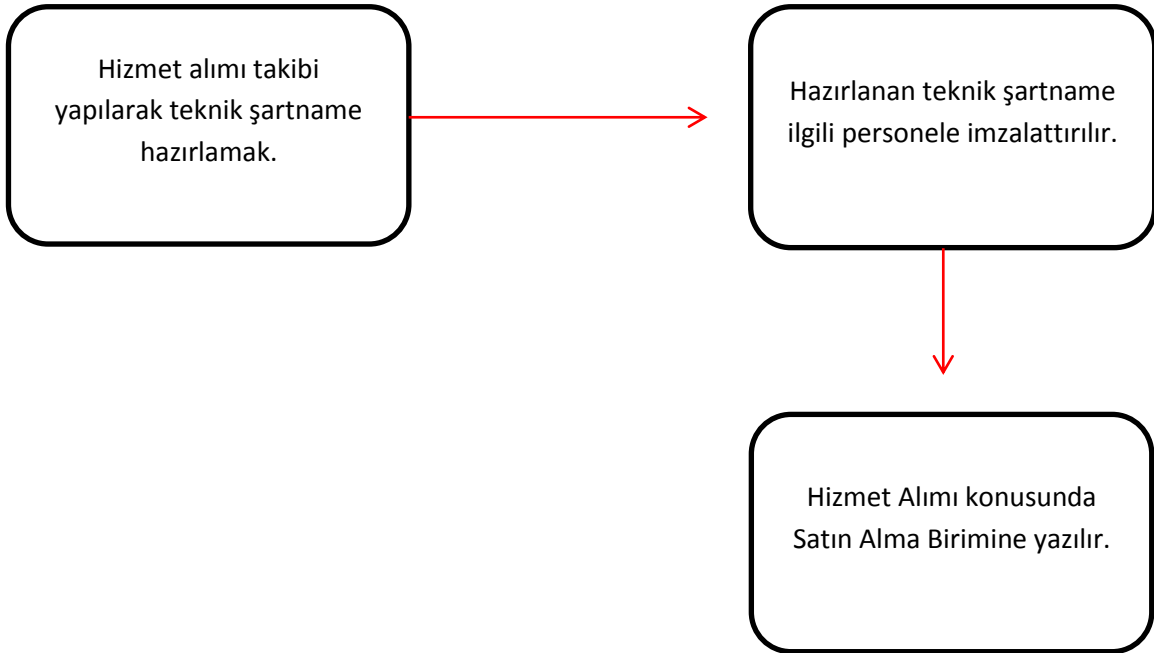 Hizmet alımı takibi
yapılarak teknik şartname
hazırlamak.
Hazırlanan teknik şartname
ilgili personele imzalattırılır.
Hizmet Alımı konusunda
Satın Alma Birimine yazılır.